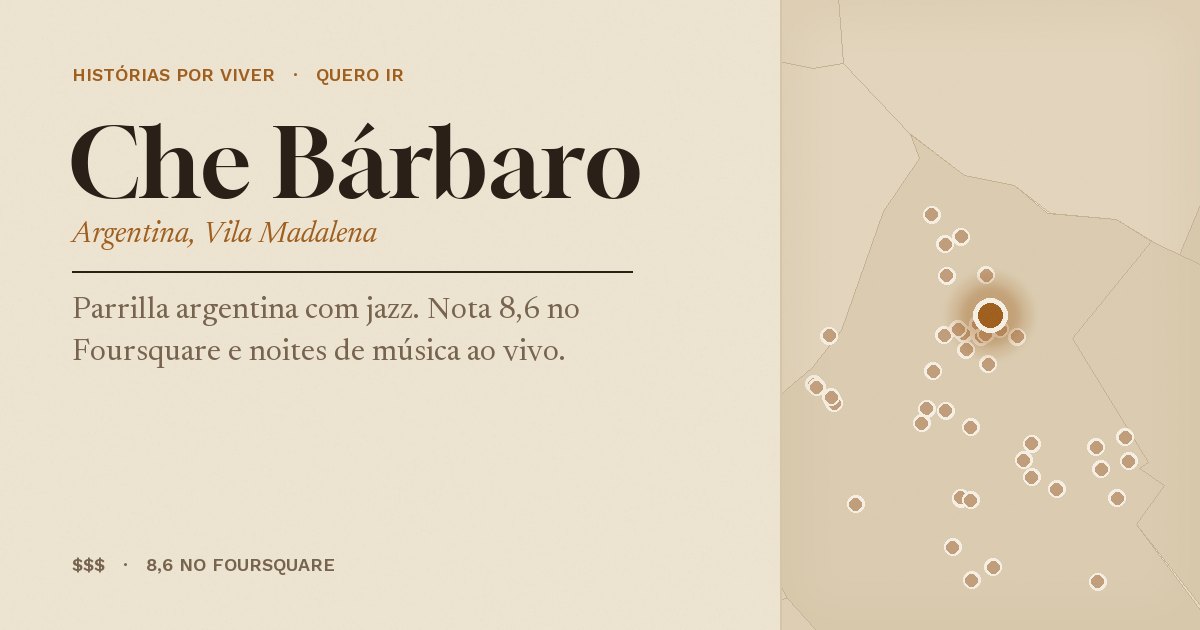 HISTÓRIAS POR VIVER · QUERO IR
Che Bárbaro
Argentina, Vila Madalena
Parrilla argentina com jazz. Nota 8,6 no
Foursquare e noites de música ao vivo.
$$$ · 8,6 NO FOURSQUARE